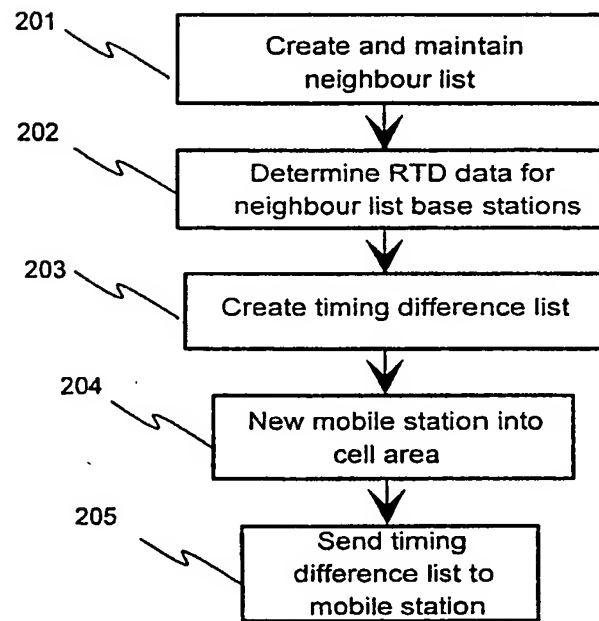 201
Create and maintain
neighbour list
202
Determine RTD data for
neighbour list base stations
203
Create timing difference list
204
New mobile station into
cell area
205
Send timing
difference list to
mobile station